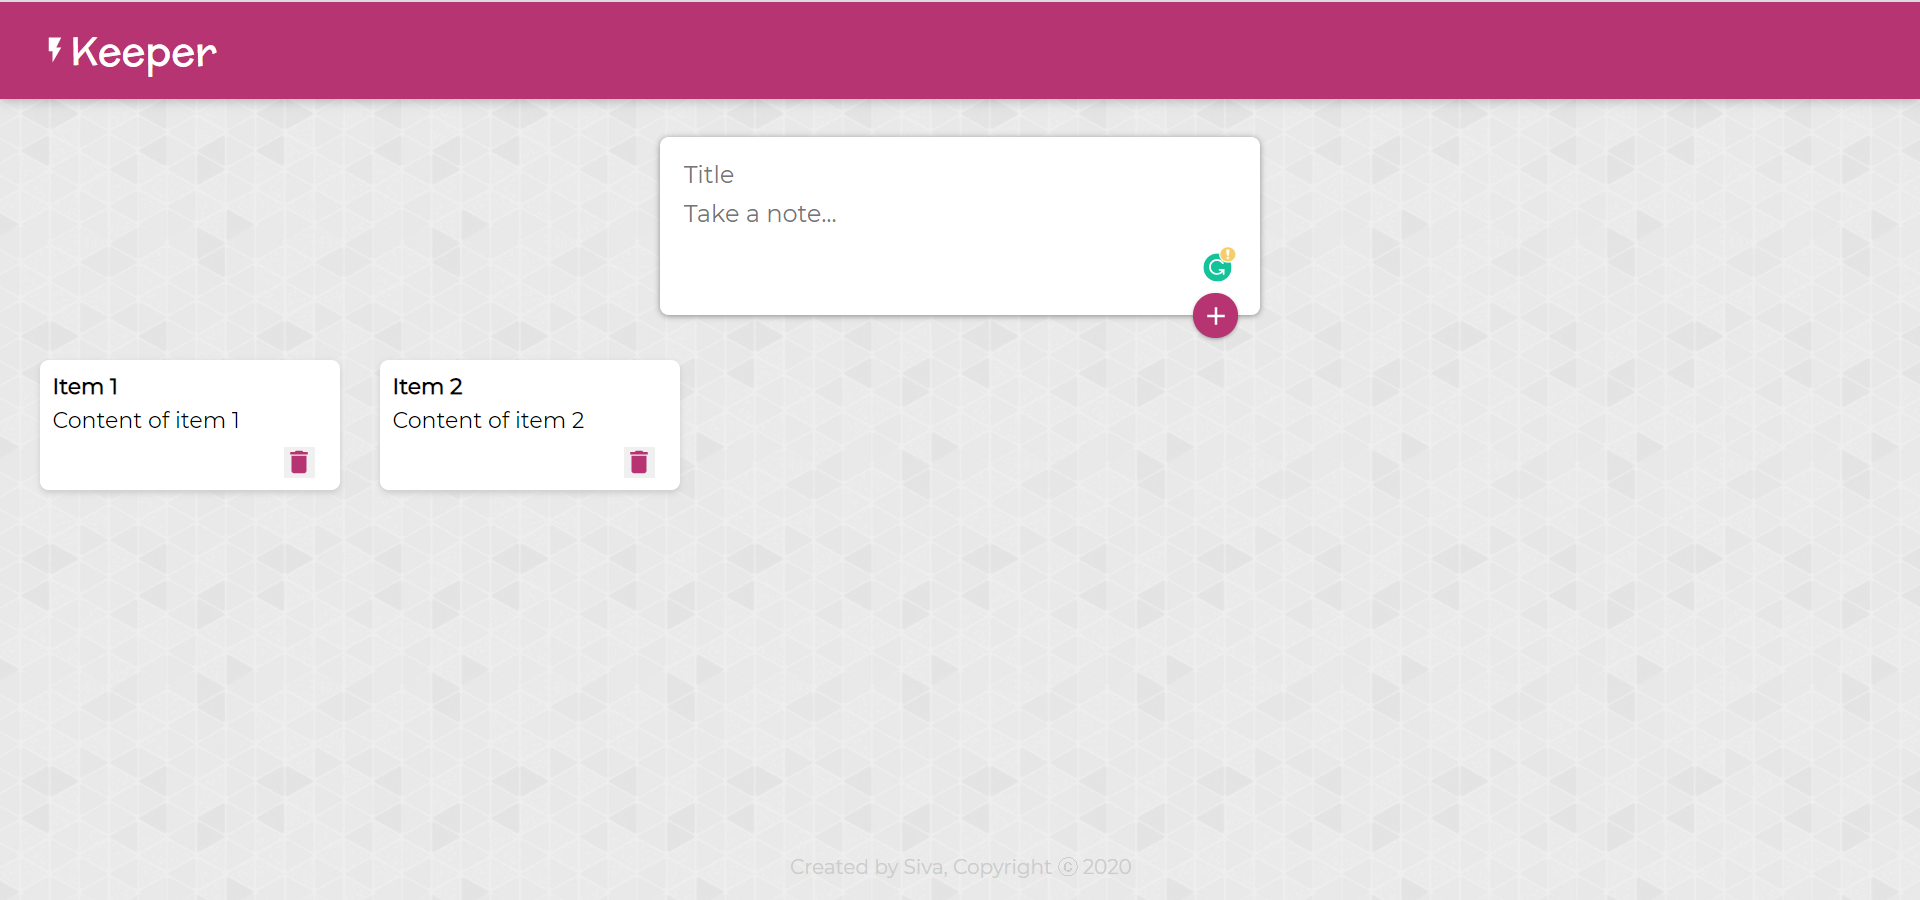 Keeper
Title
Take a note...
Item 1
Content of item 1
Item 2
Content of item 2
Created by Siva, Copyright ⓒ 2020